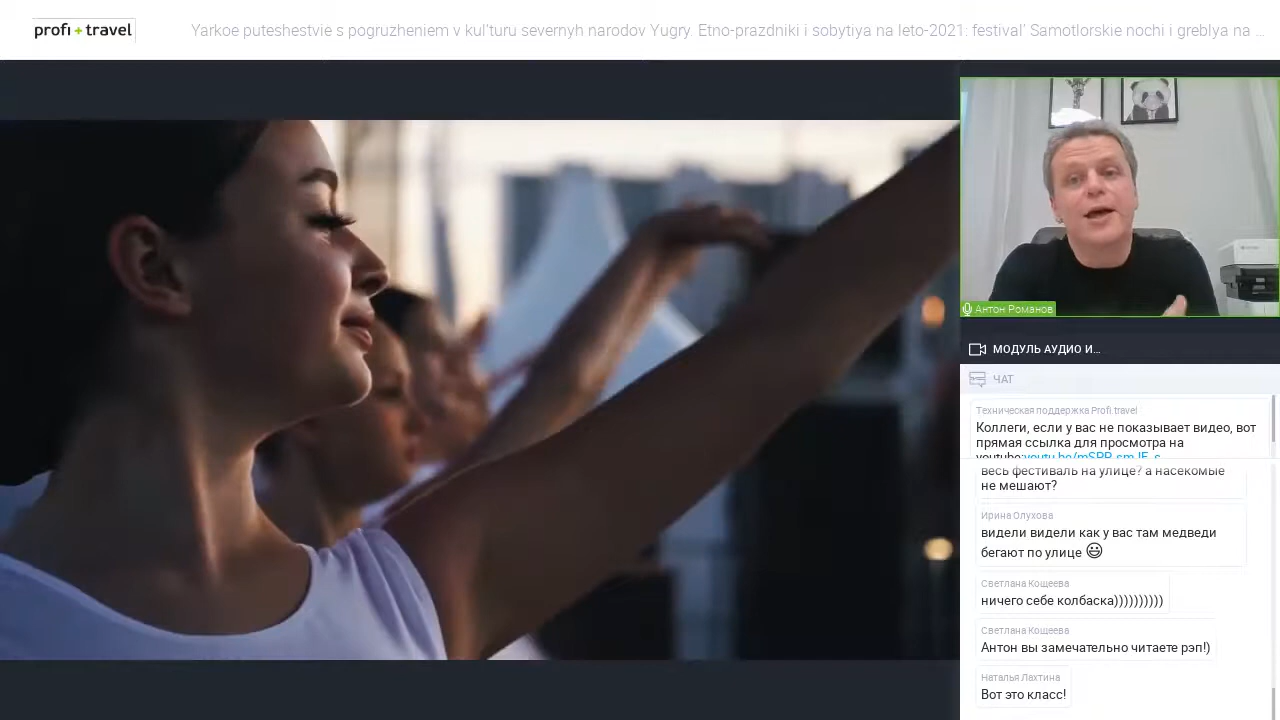 profi + travel
Yarkoe puteshestvie s pogruzheniem v kul'turu severnyh narodov Yugry. Etno-prazdniki i sobytiya na leto-2021: festival' Samotlorskie nochi i greblya na ...
Антон Романов
МОДУЛЬ АУДИО И...
ЧАТ
Техническая поддержка Profi.travel
Коллеги, если у вас не показывает видео, вот
прямая ссылка для просмотра на
весь фестиваль на улице? а насекомые
не мешают?
Ирина Олухова
видели видели как у вас там медведи
бегают по улице 😃
Светлана Кощеева
ничего себе колбаска))))))))))
Светлана Кощеева
Антон вы замечательно читаете рэп!)
Наталья Лахтина
Вот это класс!